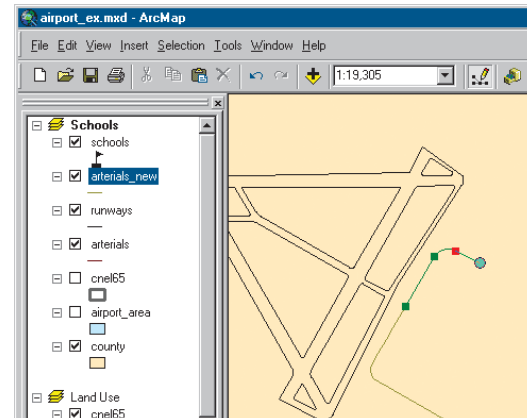 airport_ex.mxd - ArcMap
File Edit View Insert Selection Tools Window Help
1:19,305
Schools
schools
arterials_new
runways
arterials
cnel65
airport_area
county
Land Use
cnel65